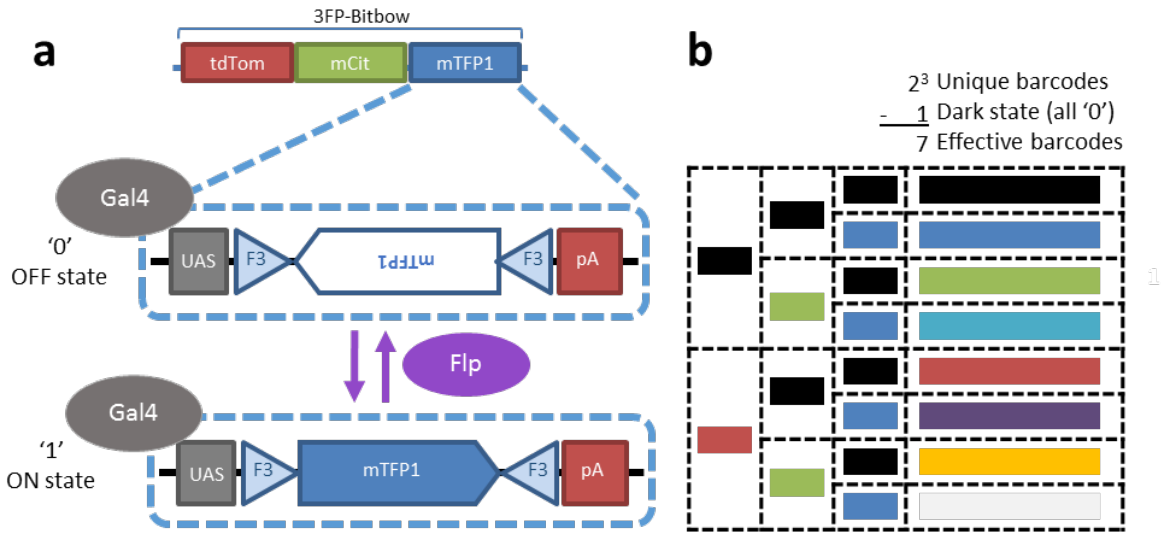 3FP-Bitbow
a
tdTom
mCit
mTFP1
Gal4
'0'
OFF state
UAS
F3
mTFP1
F3
pA
Flp
Gal4
'1'
ON state
UAS
F3
mTFP1
F3
pA
b
2³ Unique barcodes
- 1 Dark state (all '0')
7 Effective barcodes
1